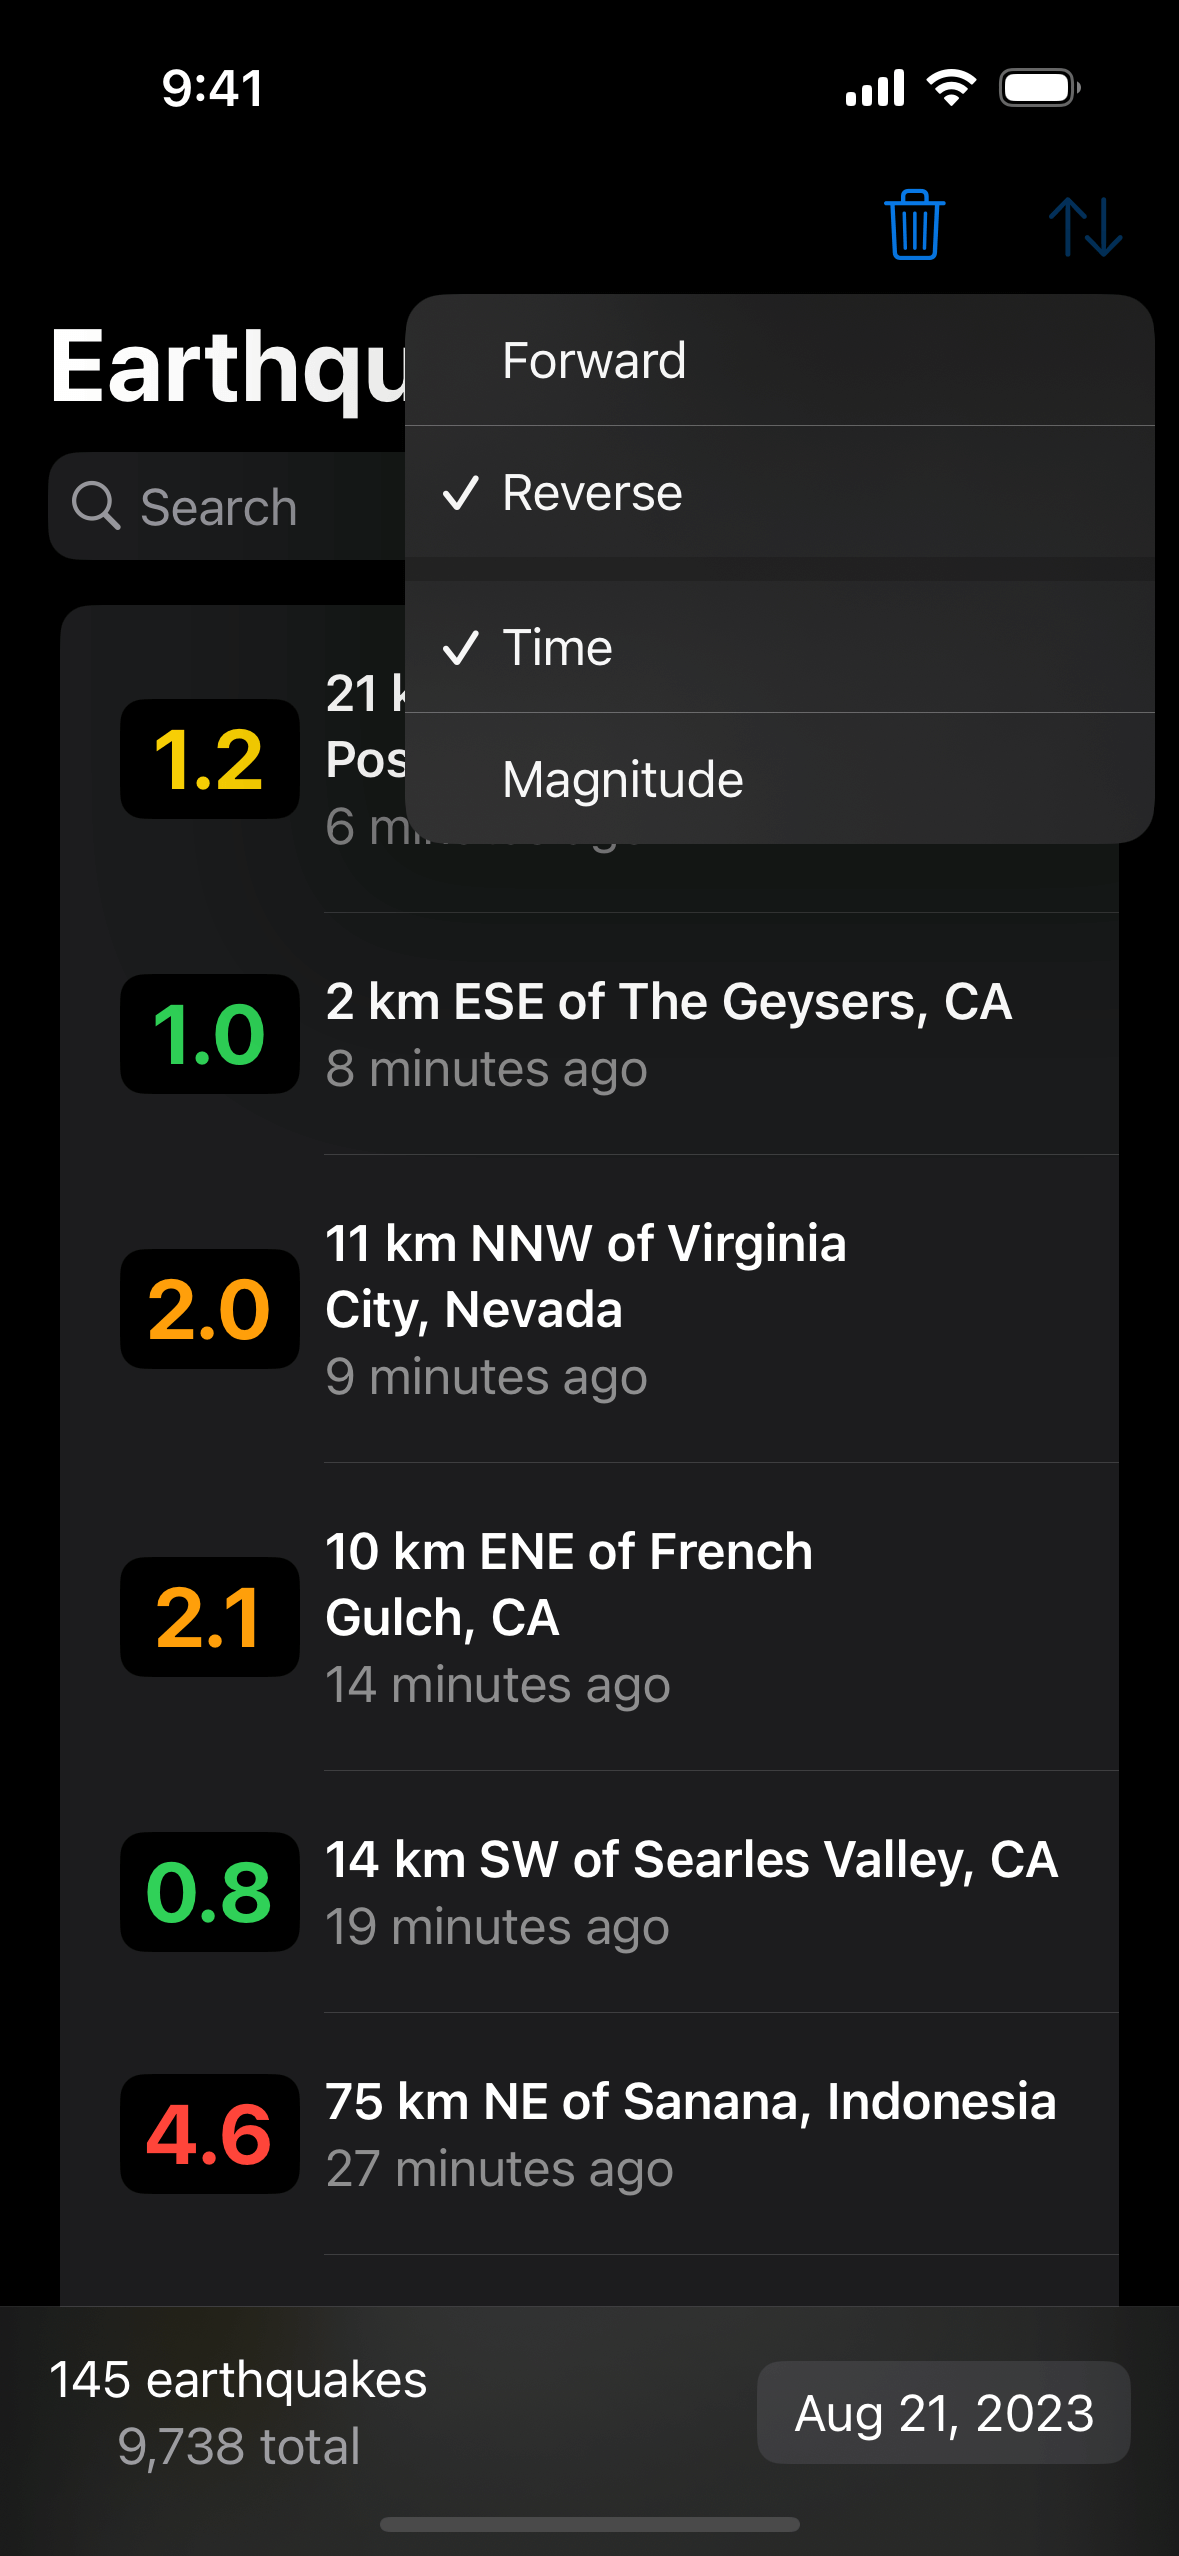 9:41
Earthqu
Search
Forward
Reverse
Time
Magnitude
1.2
21
Pos
6
1.0
2 km ESE of The Geysers, CA
8 minutes ago
2.0
11 km NNW of Virginia
City, Nevada
9 minutes ago
2.1
10 km ENE of French
Gulch, CA
14 minutes ago
0.8
14 km SW of Searles Valley, CA
19 minutes ago
4.6
75 km NE of Sanana, Indonesia
27 minutes ago
145 earthquakes
9,738 total
Aug 21, 2023